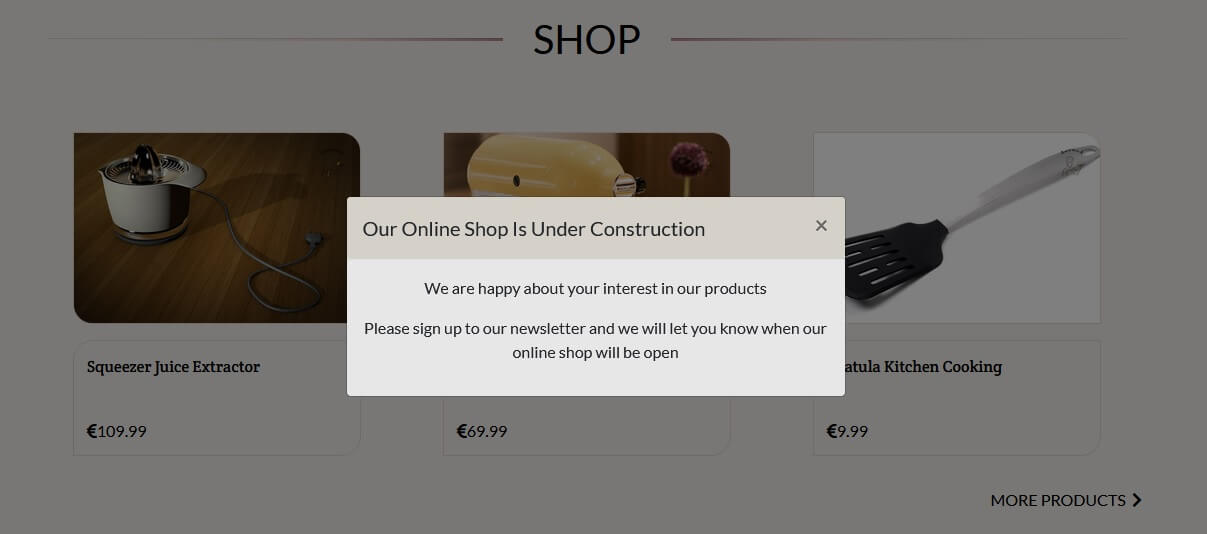 SHOP
Our Online Shop Is Under Construction
×
We are happy about your interest in our products
Please sign up to our newsletter and we will let you know when our
online shop will be open
Squeezer Juice Extractor
atula Kitchen Cooking
€109.99
€69.99
€9.99
MORE PRODUCTS